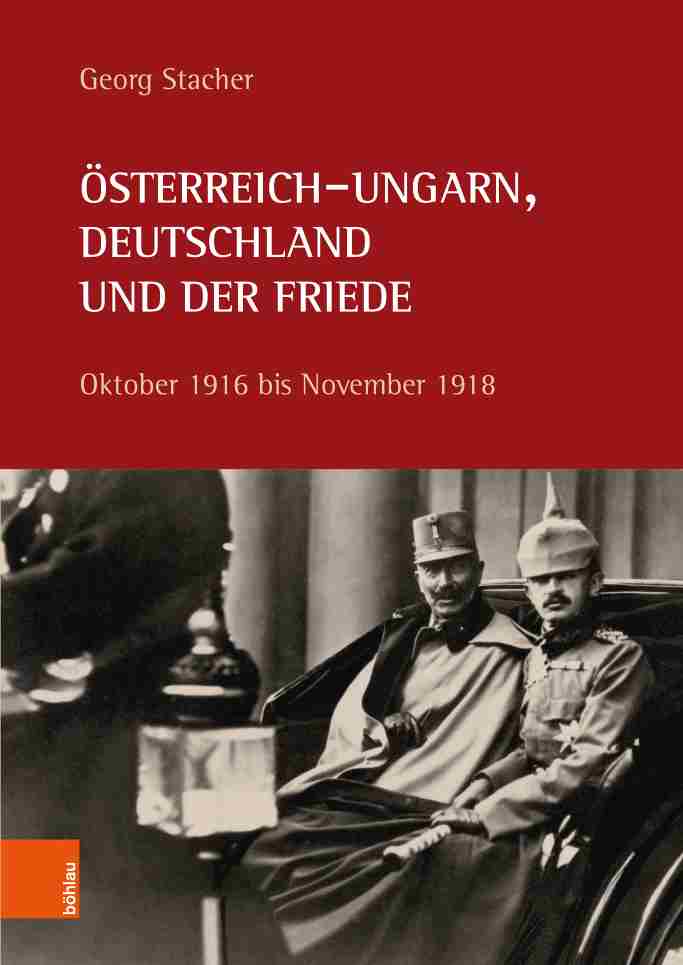 Georg Stacher
ÖSTERREICH-UNGARN,
DEUTSCHLAND
UND DER FRIEDE
Oktober 1916 bis November 1918
böhlau